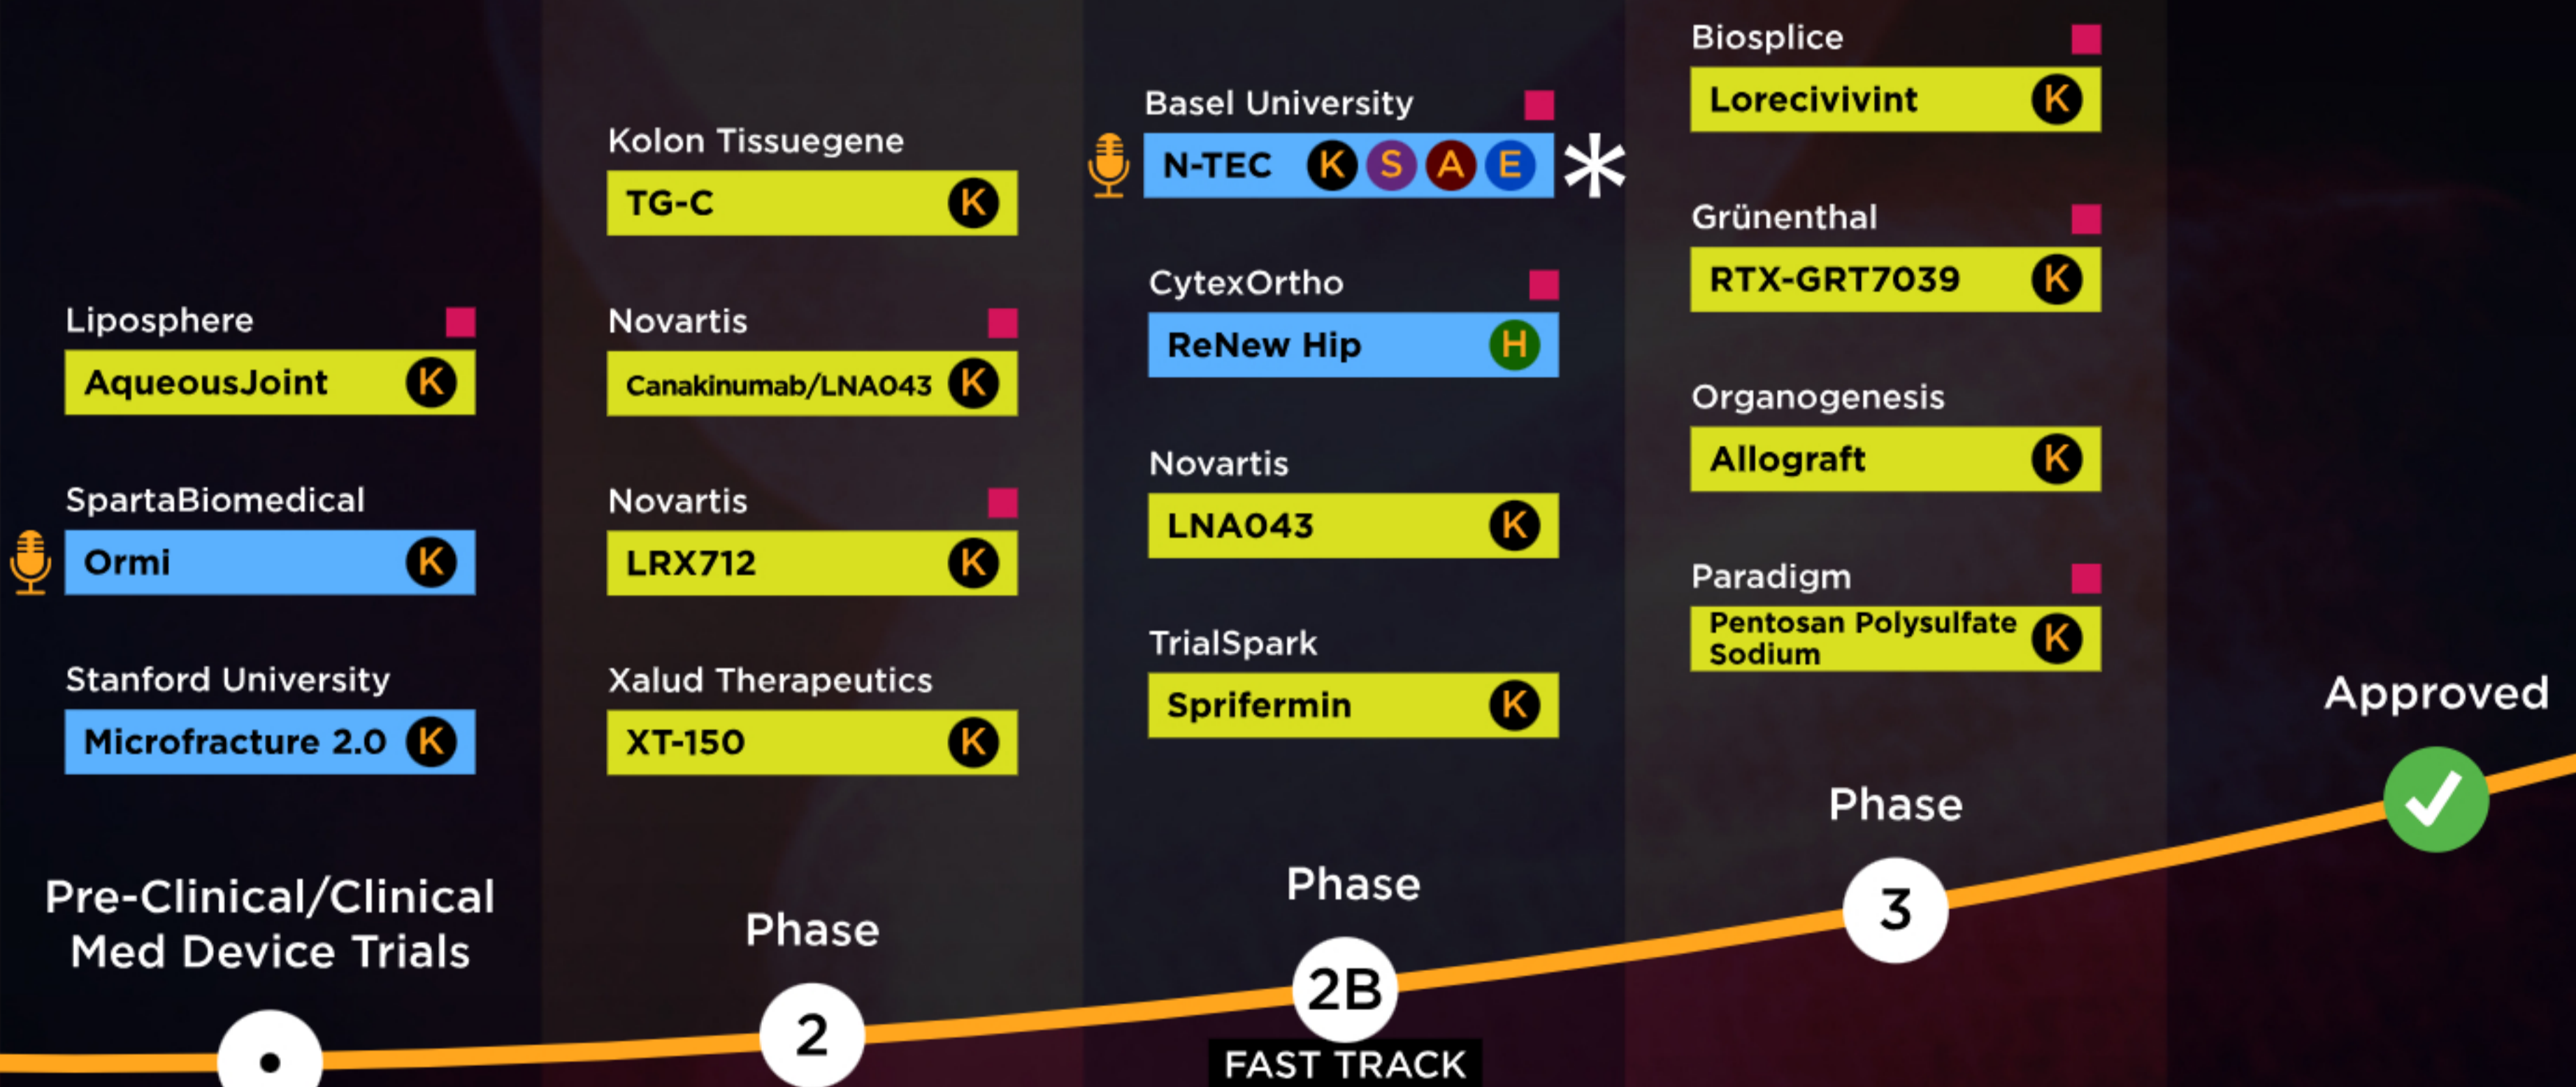 Liposphere
AqueousJoint K
SpartaBiomedical
Ormi K
Stanford University
Microfracture 2.0 K
Pre-Clinical/Clinical
Med Device Trials
Kolon Tissuegene
TG-C K
Novartis
Canakinumab/LNA043 K
Novartis
LRX712 K
Xalud Therapeutics
XT-150 K
Phase
2
Basel University
N-TEC K S A E *
CytexOrtho
ReNew Hip H
Novartis
LNA043 K
TrialSpark
Sprifermin K
Phase
2B
FAST TRACK
Biosplice
Lorecivivint K
Grünenthal
RTX-GRT7039 K
Organogenesis
Allograft K
Paradigm
Pentosan Polysulfate
Sodium K
Phase
3
Approved